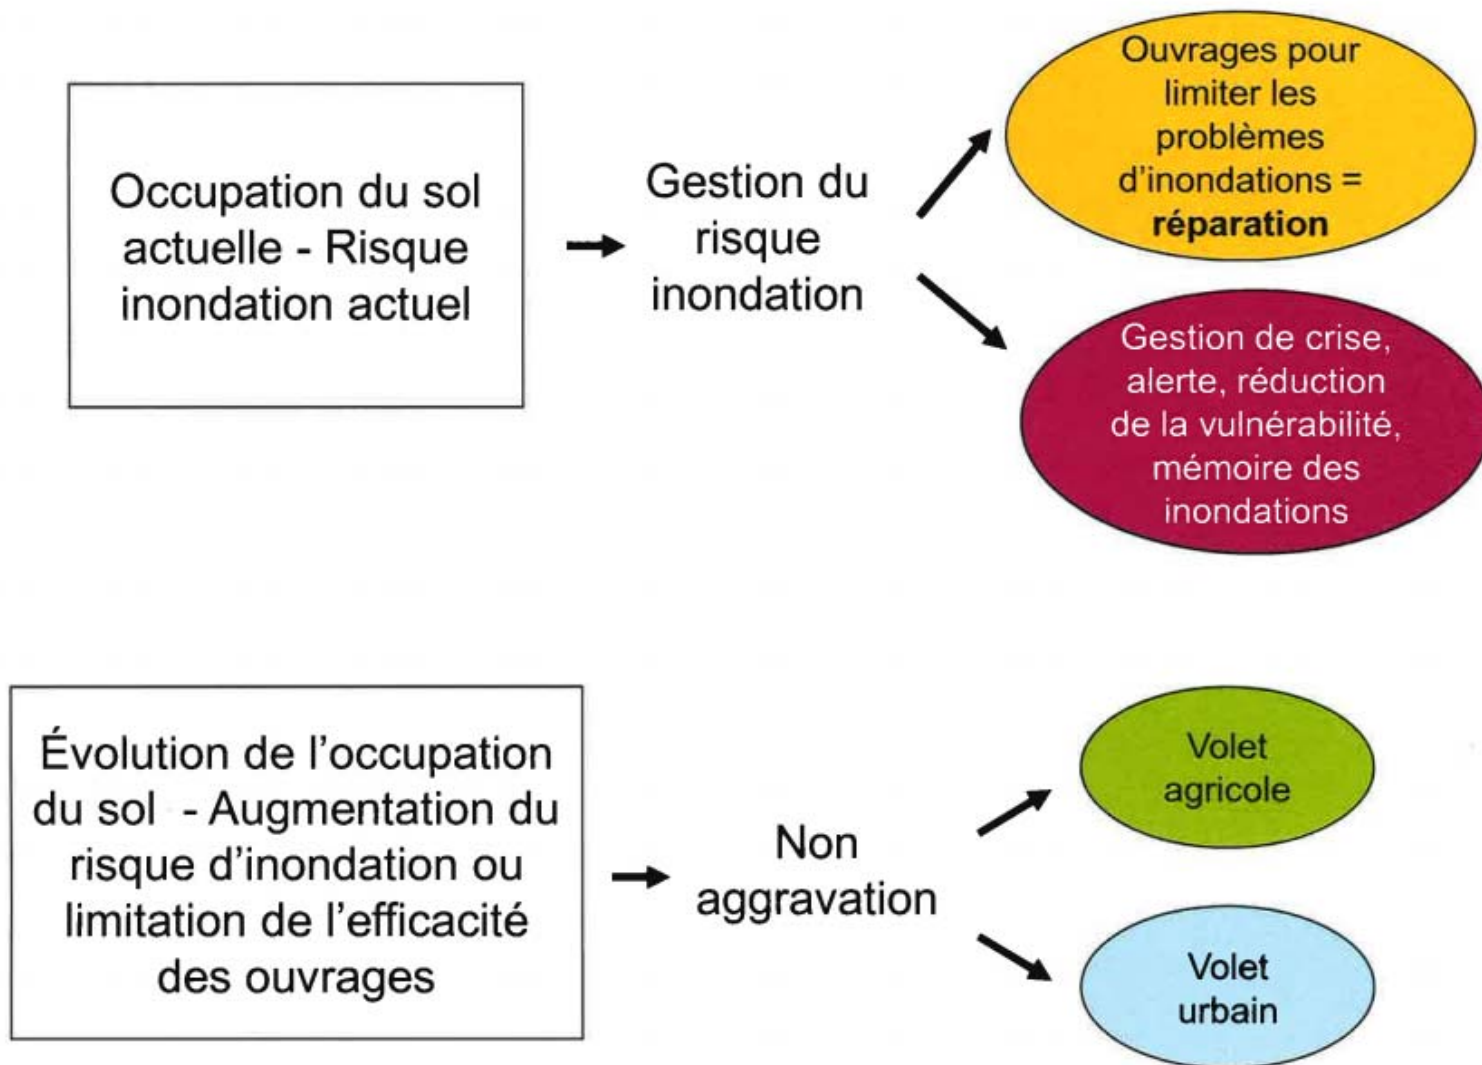 Occupation du sol
actuelle - Risque
inondation actuel
Gestion du
risque
inondation
Ouvrages pour
limiter les
problèmes
d’inondations =
réparation
Gestion de crise,
alerte, réduction
de la vulnérabilité,
mémoire des
inondations
Évolution de l’occupation
du sol - Augmentation du
risque d’inondation ou
limitation de l’efficacité
des ouvrages
Non
aggravation
Volet
agricole
Volet
urbain